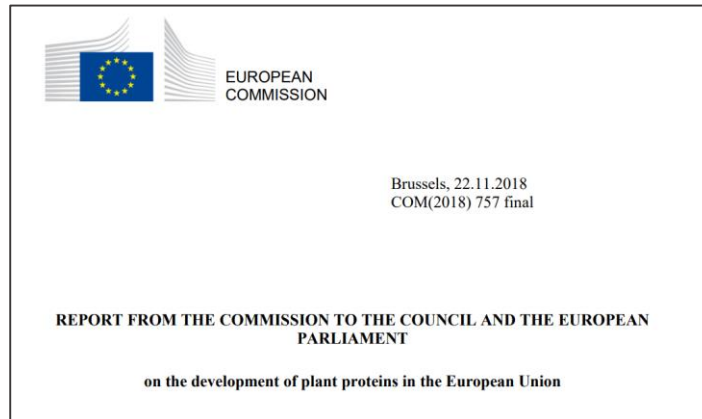 EUROPEAN
COMMISSION
Brussels, 22.11.2018
COM(2018) 757 final
REPORT FROM THE COMMISSION TO THE COUNCIL AND THE EUROPEAN
PARLIAMENT
on the development of plant proteins in the European Union